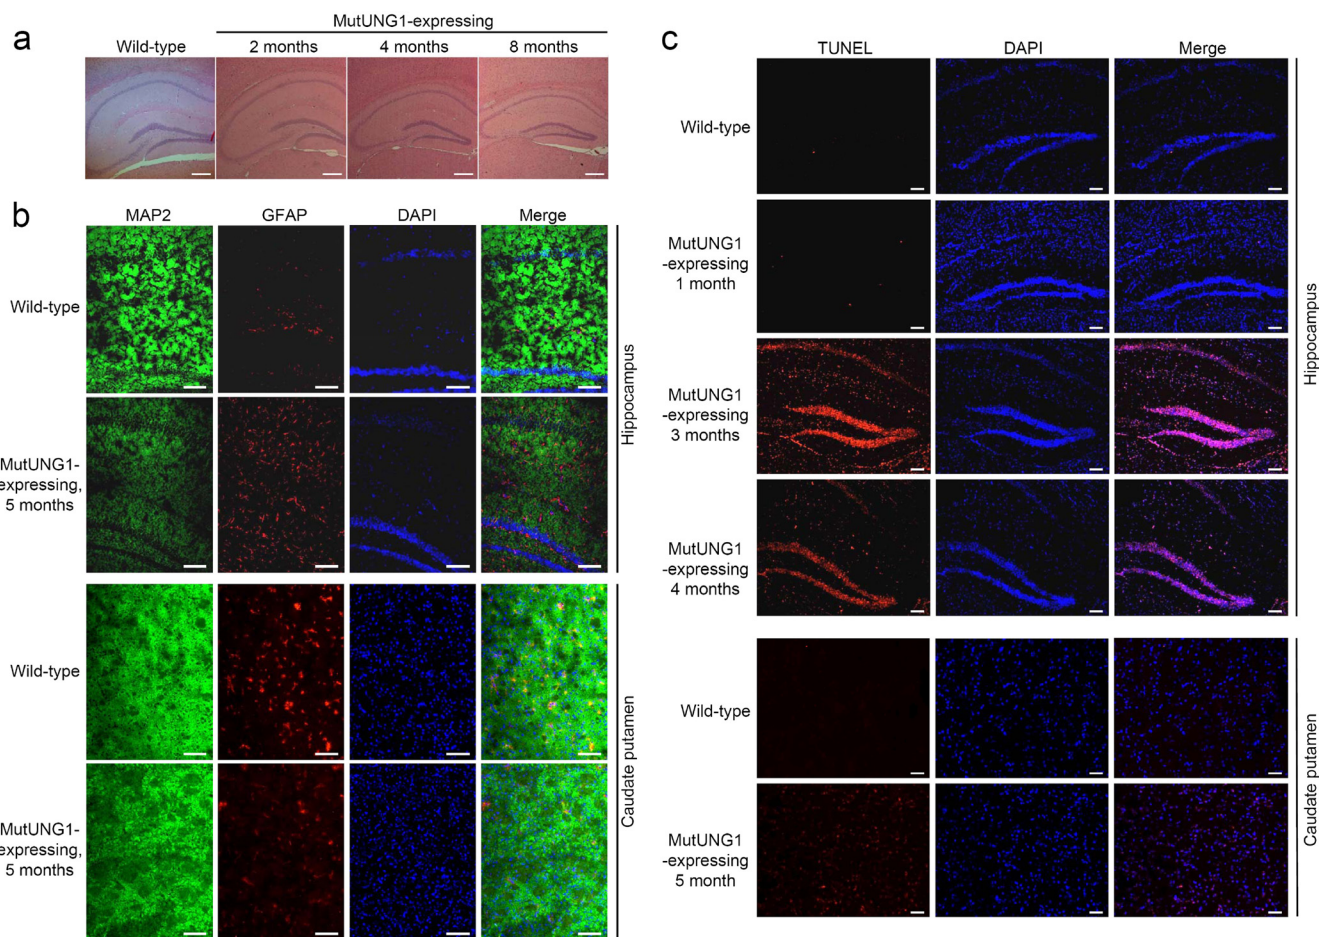 a
MutUNG1-expressing
Wild-type
2 months
4 months
8 months
b
MAP2
GFAP
DAPI
Merge
Wild-type
MutUNG1-
expressing,
5 months
Hippocampus
Wild-type
MutUNG1-
expressing,
5 months
Caudate putamen
c
TUNEL
DAPI
Merge
Wild-type
MutUNG1
-expressing
1 month
MutUNG1
-expressing
3 months
MutUNG1
-expressing
4 months
Hippocampus
Wild-type
MutUNG1
-expressing
5 month
Caudate putamen